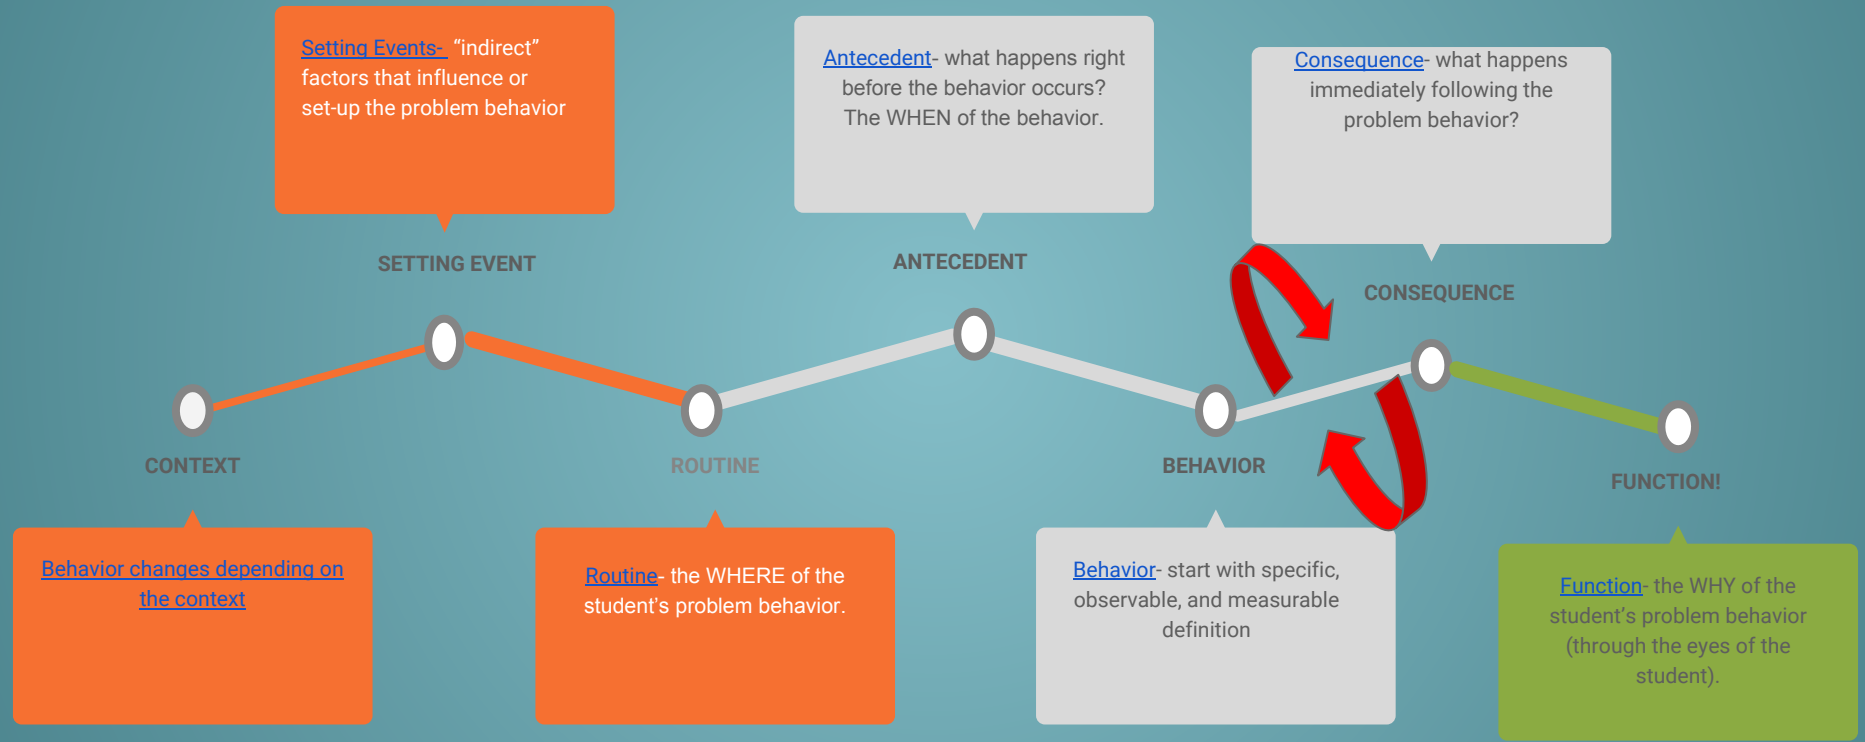 Setting Events- “indirect”
factors that influence or
set-up the problem behavior
SETTING EVENT
Antecedent- what happens right
before the behavior occurs?
The WHEN of the behavior.
ANTECEDENT
Consequence- what happens
immediately following the
problem behavior?
CONSEQUENCE
CONTEXT
Behavior changes depending on
the context
ROUTINE
Routine- the WHERE of the
student’s problem behavior.
BEHAVIOR
Behavior- start with specific,
observable, and measurable
definition
FUNCTION!
Function- the WHY of the
student’s problem behavior
(through the eyes of the
student).